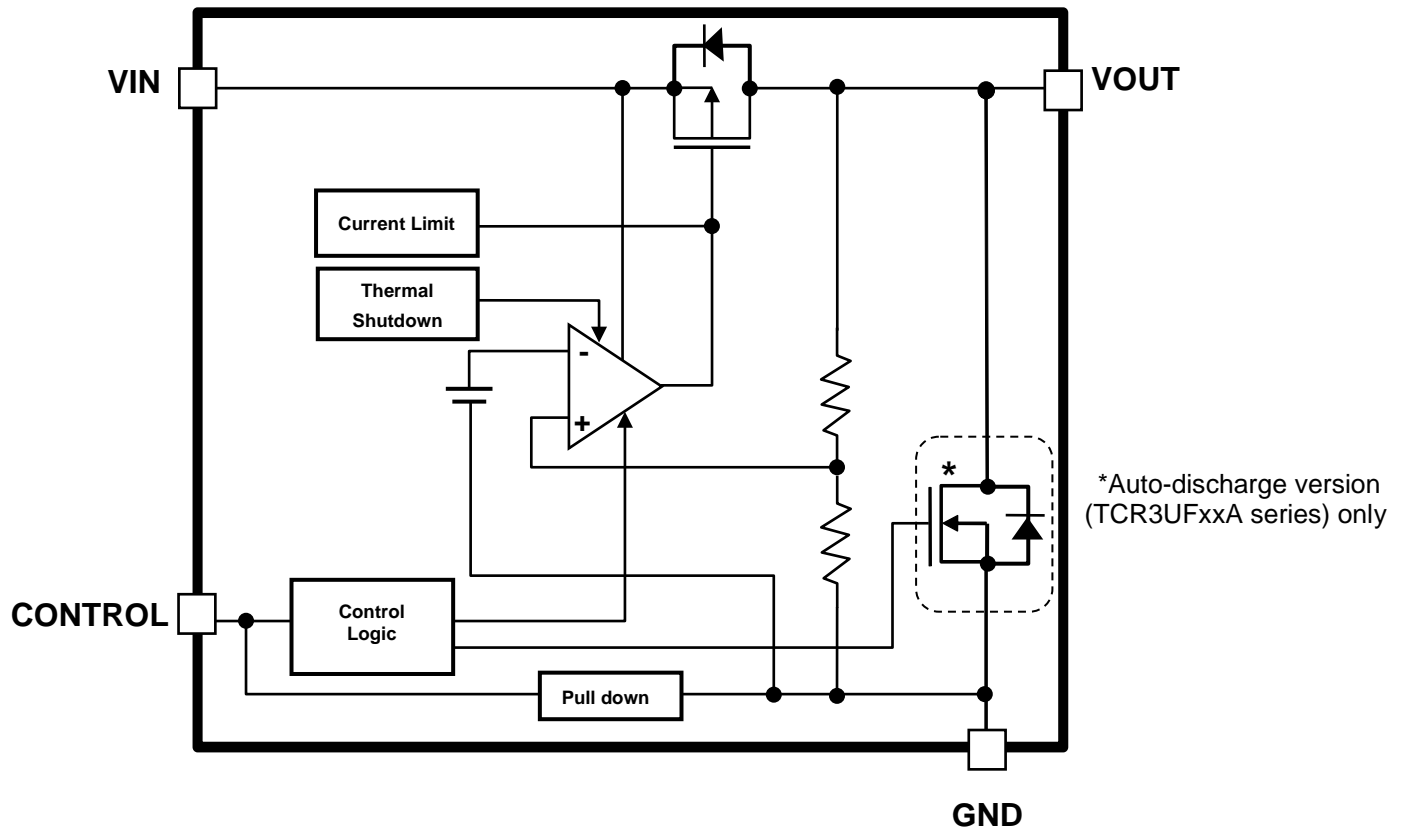 VIN
VOUT
Current Limit
Thermal
Shutdown
-
+
*
*Auto-discharge version
(TCR3UFxxA series) only
CONTROL
Control
Logic
Pull down
GND